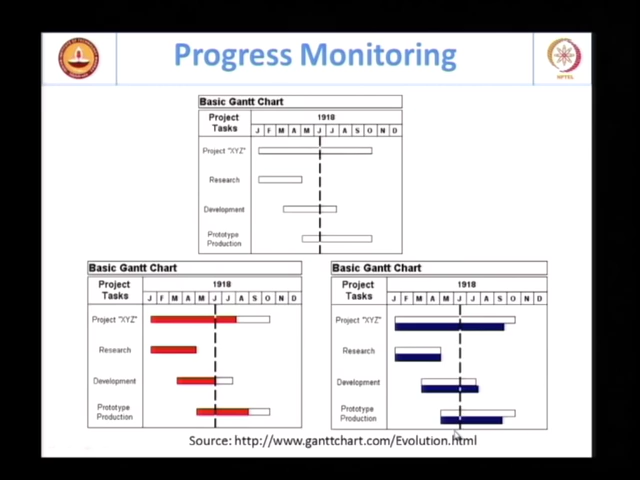 Progress Monitoring
NPTEL
Basic Gantt Chart
Project
Tasks
1918
J F M A M J J A S O N D
Project "XYZ"
Research
Development
Prototype
Production
Basic Gantt Chart
Project
Tasks
1918
J F M A M J J A S O N D
Project "XYZ"
Research
Development
Prototype
Production
Basic Gantt Chart
Project
Tasks
1918
J F M A M J J A S O N D
Project "XYZ"
Research
Development
Prototype
Production
Source: http://www.ganttchart.com/Evolution.html